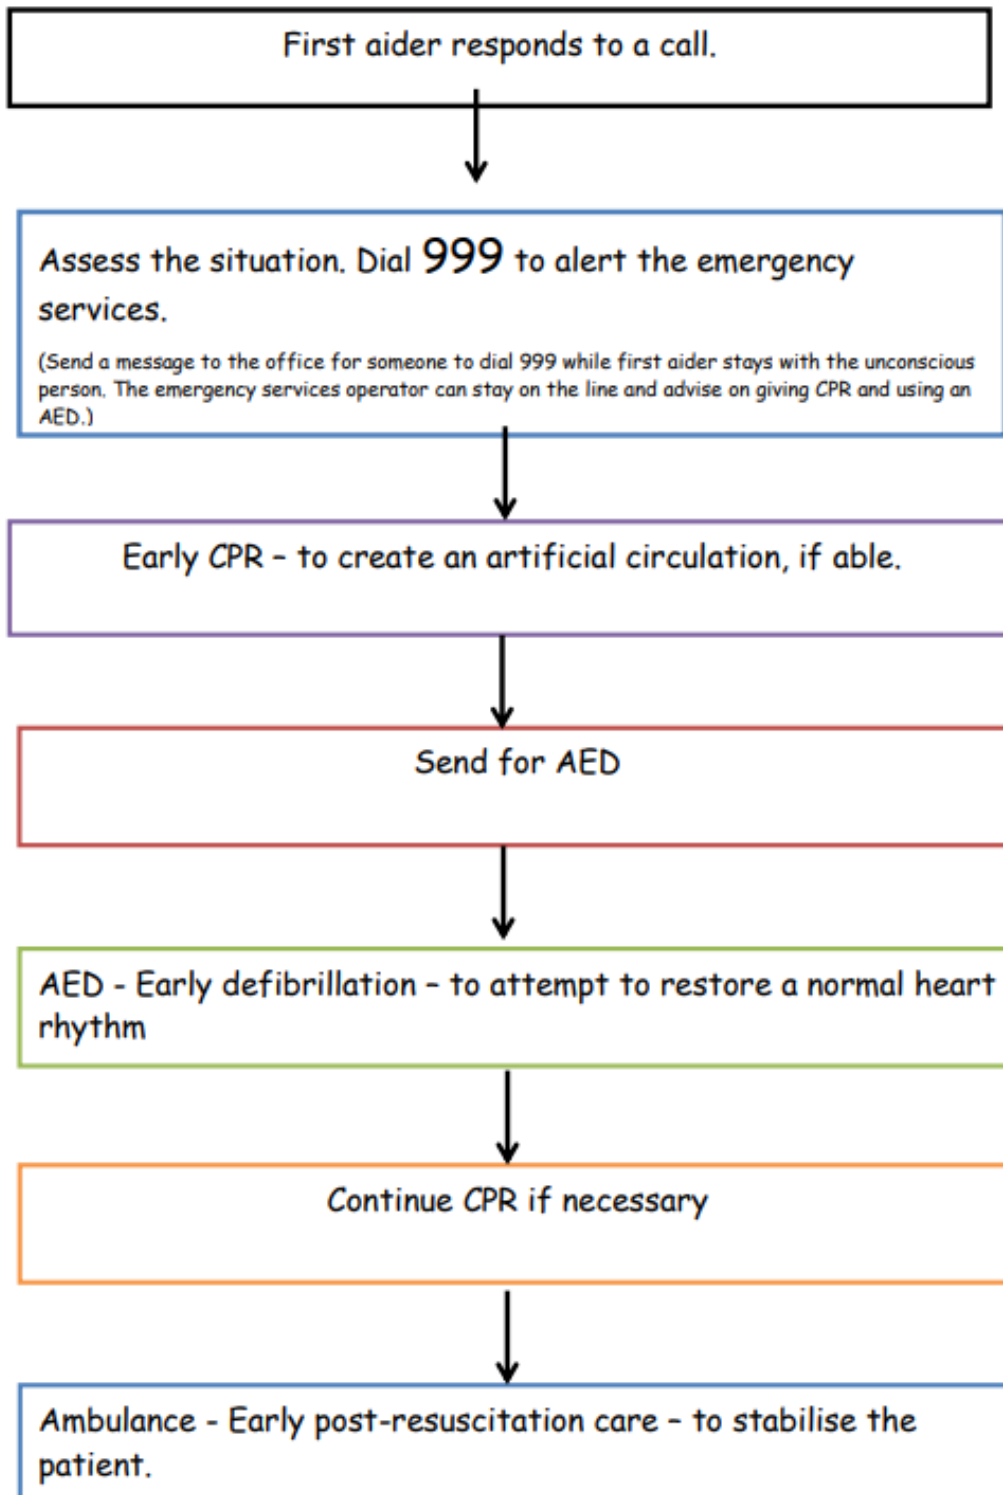 First aider responds to a call.
Assess the situation. Dial 999 to alert the emergency
services.
(Send a message to the office for someone to dial 999 while first aider stays with the unconscious
person. The emergency services operator can stay on the line and advise on giving CPR and using an
AED.)
Early CPR – to create an artificial circulation, if able.
Send for AED
AED - Early defibrillation – to attempt to restore a normal heart
rhythm
Continue CPR if necessary
Ambulance - Early post-resuscitation care – to stabilise the
patient.